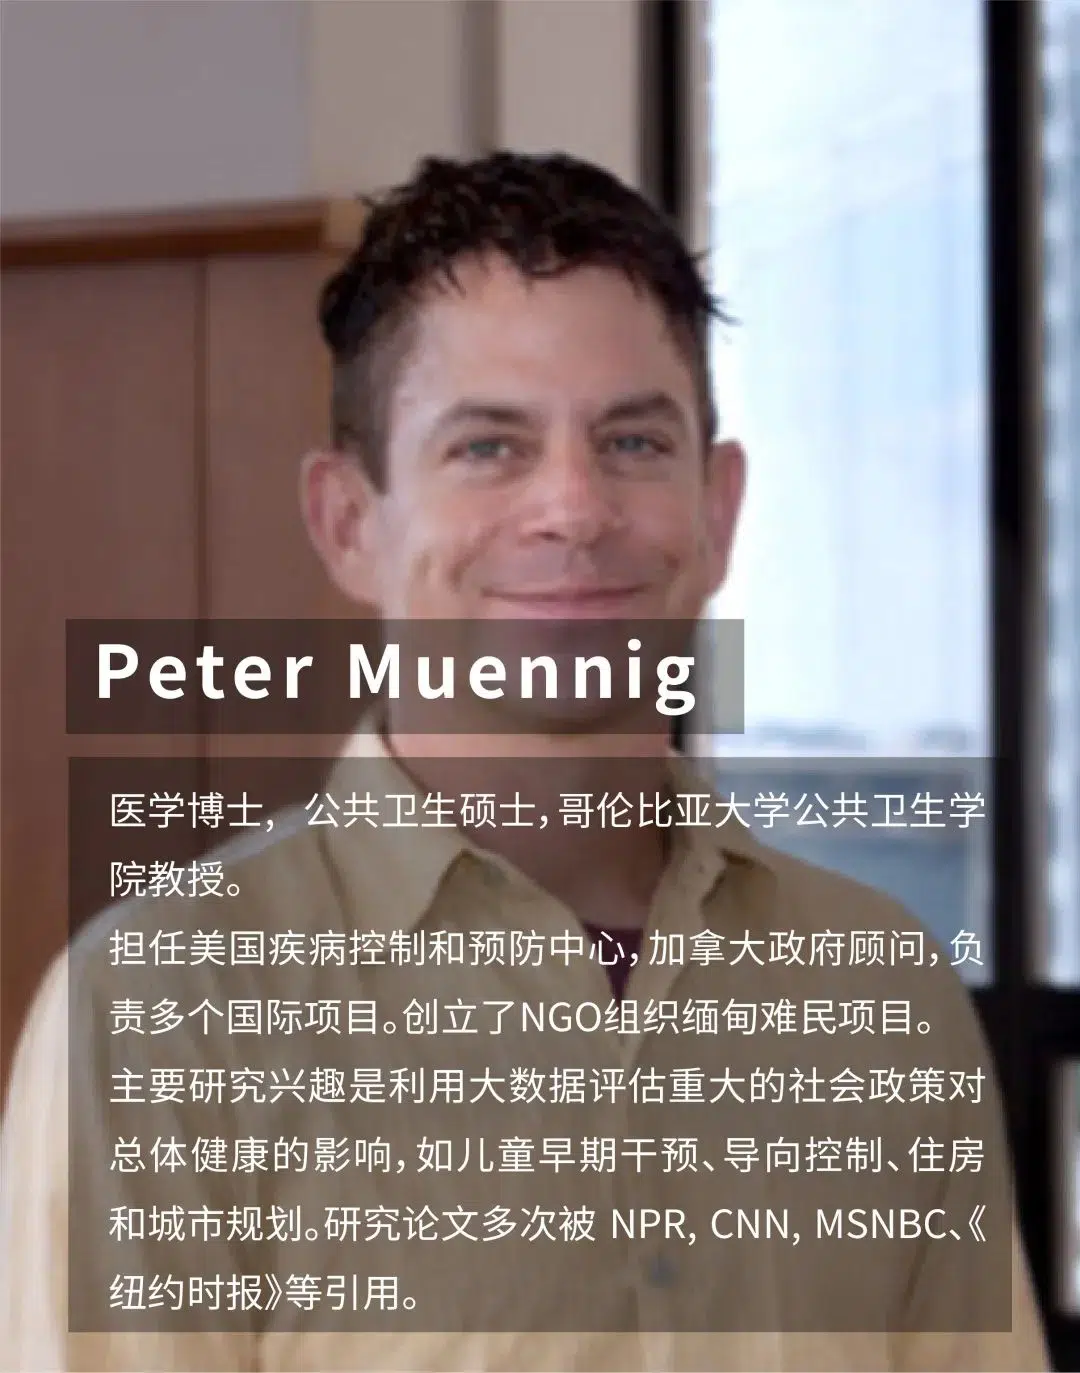 Peter Muennig
医学博士, 公共卫生硕士,哥伦比亚大学公共卫生学
院教授。
担任美国疾病控制和预防中心,加拿大政府顾问,负
责多个国际项目。创立了NGO组织缅甸难民项目。
主要研究兴趣是利用大数据评估重大的社会政策对
总体健康的影响,如儿童早期干预、导向控制、住房
和城市规划。研究论文多次被 NPR, CNN, MSNBC、《
纽约时报》等引用。